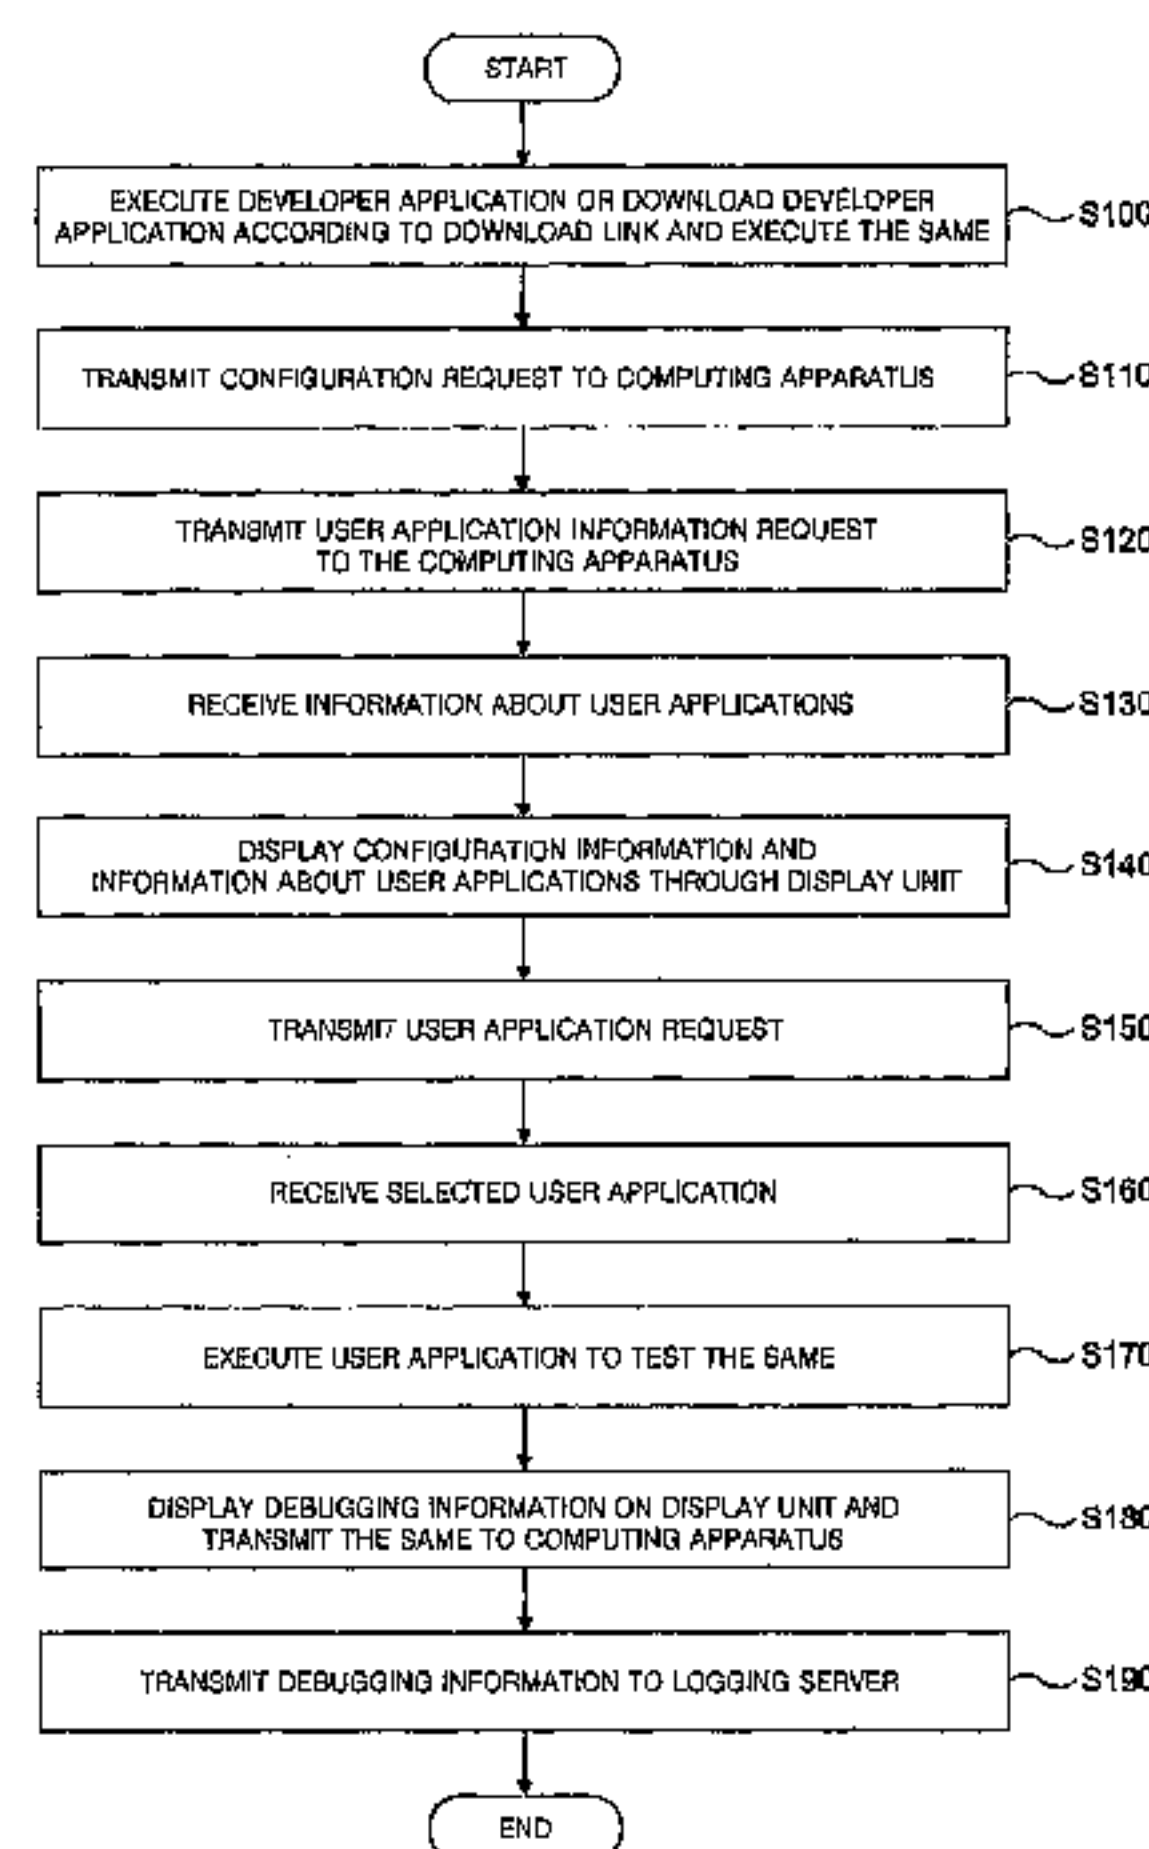 START
EXECUTE DEVELOPER APPLICATION OR DOWNLOAD DEVELOPER
APPLICATION ACCORDING TO DOWNLOAD LINK AND EXECUTE THE SAME
S100
TRANSMIT CONFIGURATION REQUEST TO COMPUTING APPARATUS
S110
TRANSMIT USER APPLICATION INFORMATION REQUEST
TO THE COMPUTING APPARATUS
S120
RECEIVE INFORMATION ABOUT USER APPLICATIONS
S130
DISPLAY CONFIGURATION INFORMATION AND
INFORMATION ABOUT USER APPLICATIONS THROUGH DISPLAY UNIT
S140
TRANSMIT USER APPLICATION REQUEST
S150
RECEIVE SELECTED USER APPLICATION
S160
EXECUTE USER APPLICATION TO TEST THE SAME
S170
DISPLAY DEBUGGING INFORMATION ON DISPLAY UNIT AND
TRANSMIT THE SAME TO COMPUTING APPARATUS
S180
TRANSMIT DEBUGGING INFORMATION TO LOGGING SERVER
S190
END